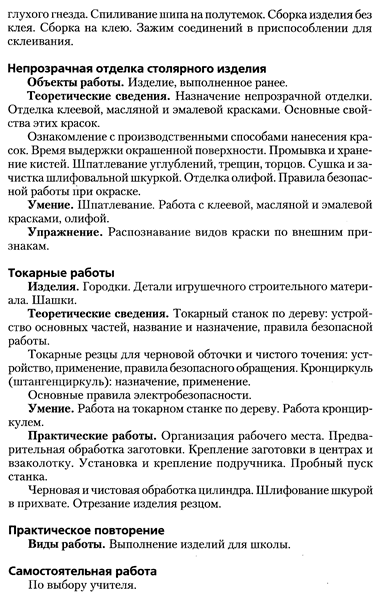 глухого гнезда. Спиливание шипа на полутемок. Сборка изделия без
клея. Сборка на клею. Зажим соединений в приспособлении для
склеивания.
Непрозрачная отделка столярного изделия
Объекты работы. Изделие, выполненное ранее.
Теоретические сведения. Назначение непрозрачной отделки.
Отделка клеевой, масляной и эмалевой красками. Основные свой-
ства этих красок.
Ознакомление с производственными способами нанесения кра-
сок. Время выдержки окрашенной поверхности. Промывка и хране-
ние кистей. Шпатлевание углублений, трещин, торцов. Сушка и за-
чистка шлифовальной шкуркой. Отделка олифой. Правила безопас-
ной работы при окраске.
Умение. Шпатлевание. Работа с клеевой, масляной и эмалевой
красками, олифой.
Упражнение. Распознавание видов краски по внешним при-
знакам.
Токарные работы
Изделия. Городки. Детали игрушечного строительного матери-
ала. Шашки.
Теоретические сведения. Токарный станок по дереву: устрой-
ство основных частей, название и назначение, правила безопасной
работы.
Токарные резцы для черновой обточки и чистого точения: уст-
ройство, применение, правила безопасного обращения. Кронциркуль
(штангенциркуль): назначение, применение.
Основные правила электробезопасности.
Умение. Работа на токарном станке по дереву. Работа кронцир-
кулем.
Практические работы. Организация рабочего места. Предва-
рительная обработка заготовки. Крепление заготовки в центрах и
взаколотку. Установка и крепление подручника. Пробный пуск
станка.
Черновая и чистовая обработка цилиндра. Шлифование шкурой
в прихвате. Отрезание изделия резцом.
Практическое повторение
Виды работы. Выполнение изделий для школы.
Самостоятельная работа
По выбору учителя.